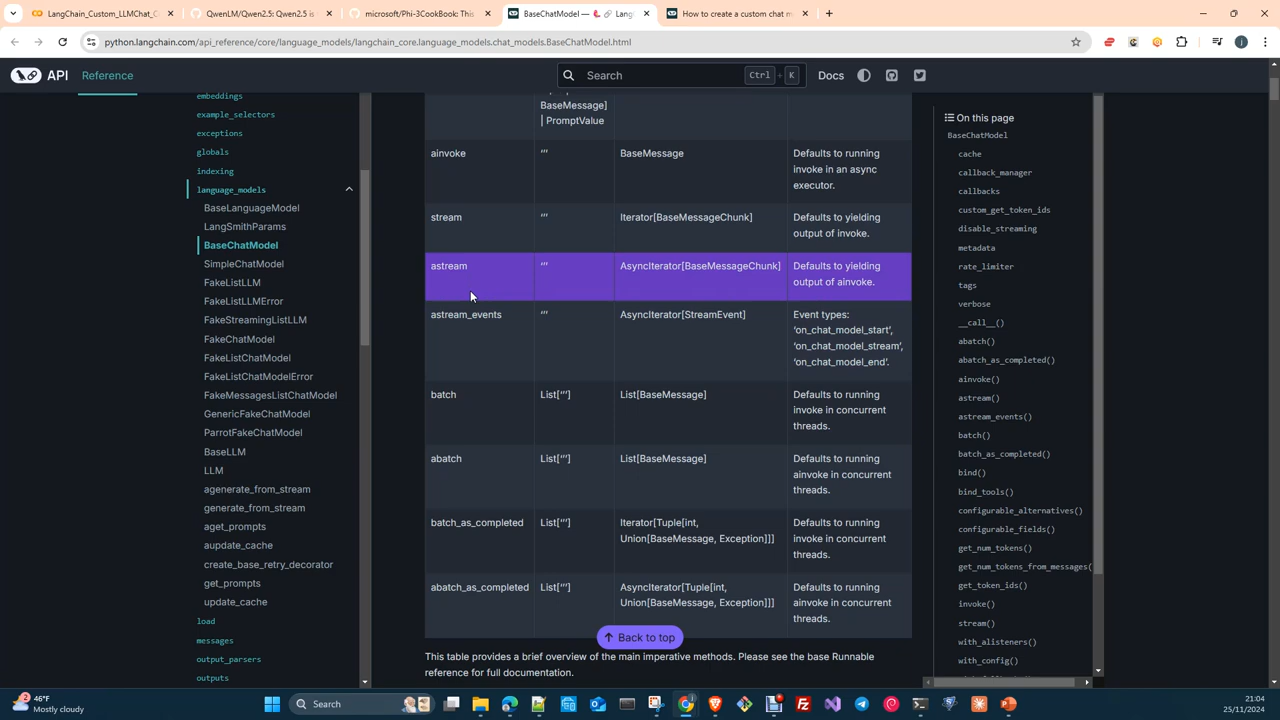 LangChain_Custom_LLMChat_C
QwenLM/Qwen2.5: Qwen2.5 is
microsoft/Phi-3CookBook: This
BaseChatModel — 🦜🔗 Lang
How to create a custom chat m
python.langchain.com/api_reference/core/language_models/langchain_core.language_models.chat_models.BaseChatModel.html
API
Reference
Search
Ctrl + K
Docs
embeddings
example_selectors
exceptions
globals
indexing
language_models
BaseLanguageModel
LangSmithParams
BaseChatModel
SimpleChatModel
FakeListLLM
FakeListLLMError
FakeStreamingListLLM
FakeChatModel
FakeListChatModel
FakeListChatModelError
FakeMessagesListChatModel
GenericFakeChatModel
ParrotFakeChatModel
BaseLLM
LLM
agenerate_from_stream
generate_from_stream
aget_prompts
aupdate_cache
create_base_retry_decorator
get_prompts
update_cache
load
messages
output_parsers
outputs
BaseMessage]
| PromptValue
ainvoke
‘’‘
BaseMessage
Defaults to running
invoke in an async
executor.
stream
‘’‘
Iterator[BaseMessageChunk]
Defaults to yielding
output of invoke.
astream
‘’‘
AsyncIterator[BaseMessageChunk]
Defaults to yielding
output of ainvoke.
astream_events
‘’‘
AsyncIterator[StreamEvent]
Event types:
‘on_chat_model_start’,
‘on_chat_model_stream’,
‘on_chat_model_end’.
batch
List[‘’‘]
List[BaseMessage]
Defaults to running
invoke in concurrent
threads.
abatch
List[‘’‘]
List[BaseMessage]
Defaults to running
ainvoke in concurrent
threads.
batch_as_completed
List[‘’‘]
Iterator[Tuple[int,
Union[BaseMessage, Exception]]]
Defaults to running
invoke in concurrent
threads.
abatch_as_completed
List[‘’‘]
AsyncIterator[Tuple[int,
Union[BaseMessage, Exception]]]
Defaults to running
ainvoke in concurrent
threads.
Back to top
This table provides a brief overview of the main imperative methods. Please see the base Runnable
reference for full documentation.
On this page
BaseChatModel
cache
callback_manager
callbacks
custom_get_token_ids
disable_streaming
metadata
rate_limiter
tags
verbose
__call__()
abatch()
abatch_as_completed()
ainvoke()
astream()
astream_events()
batch()
batch_as_completed()
bind()
bind_tools()
configurable_alternatives()
configurable_fields()
get_num_tokens()
get_num_tokens_from_messages(
get_token_ids()
invoke()
stream()
with_alisteners()
with_config()
2
46°F
Mostly cloudy
Search
21:04
25/11/2024